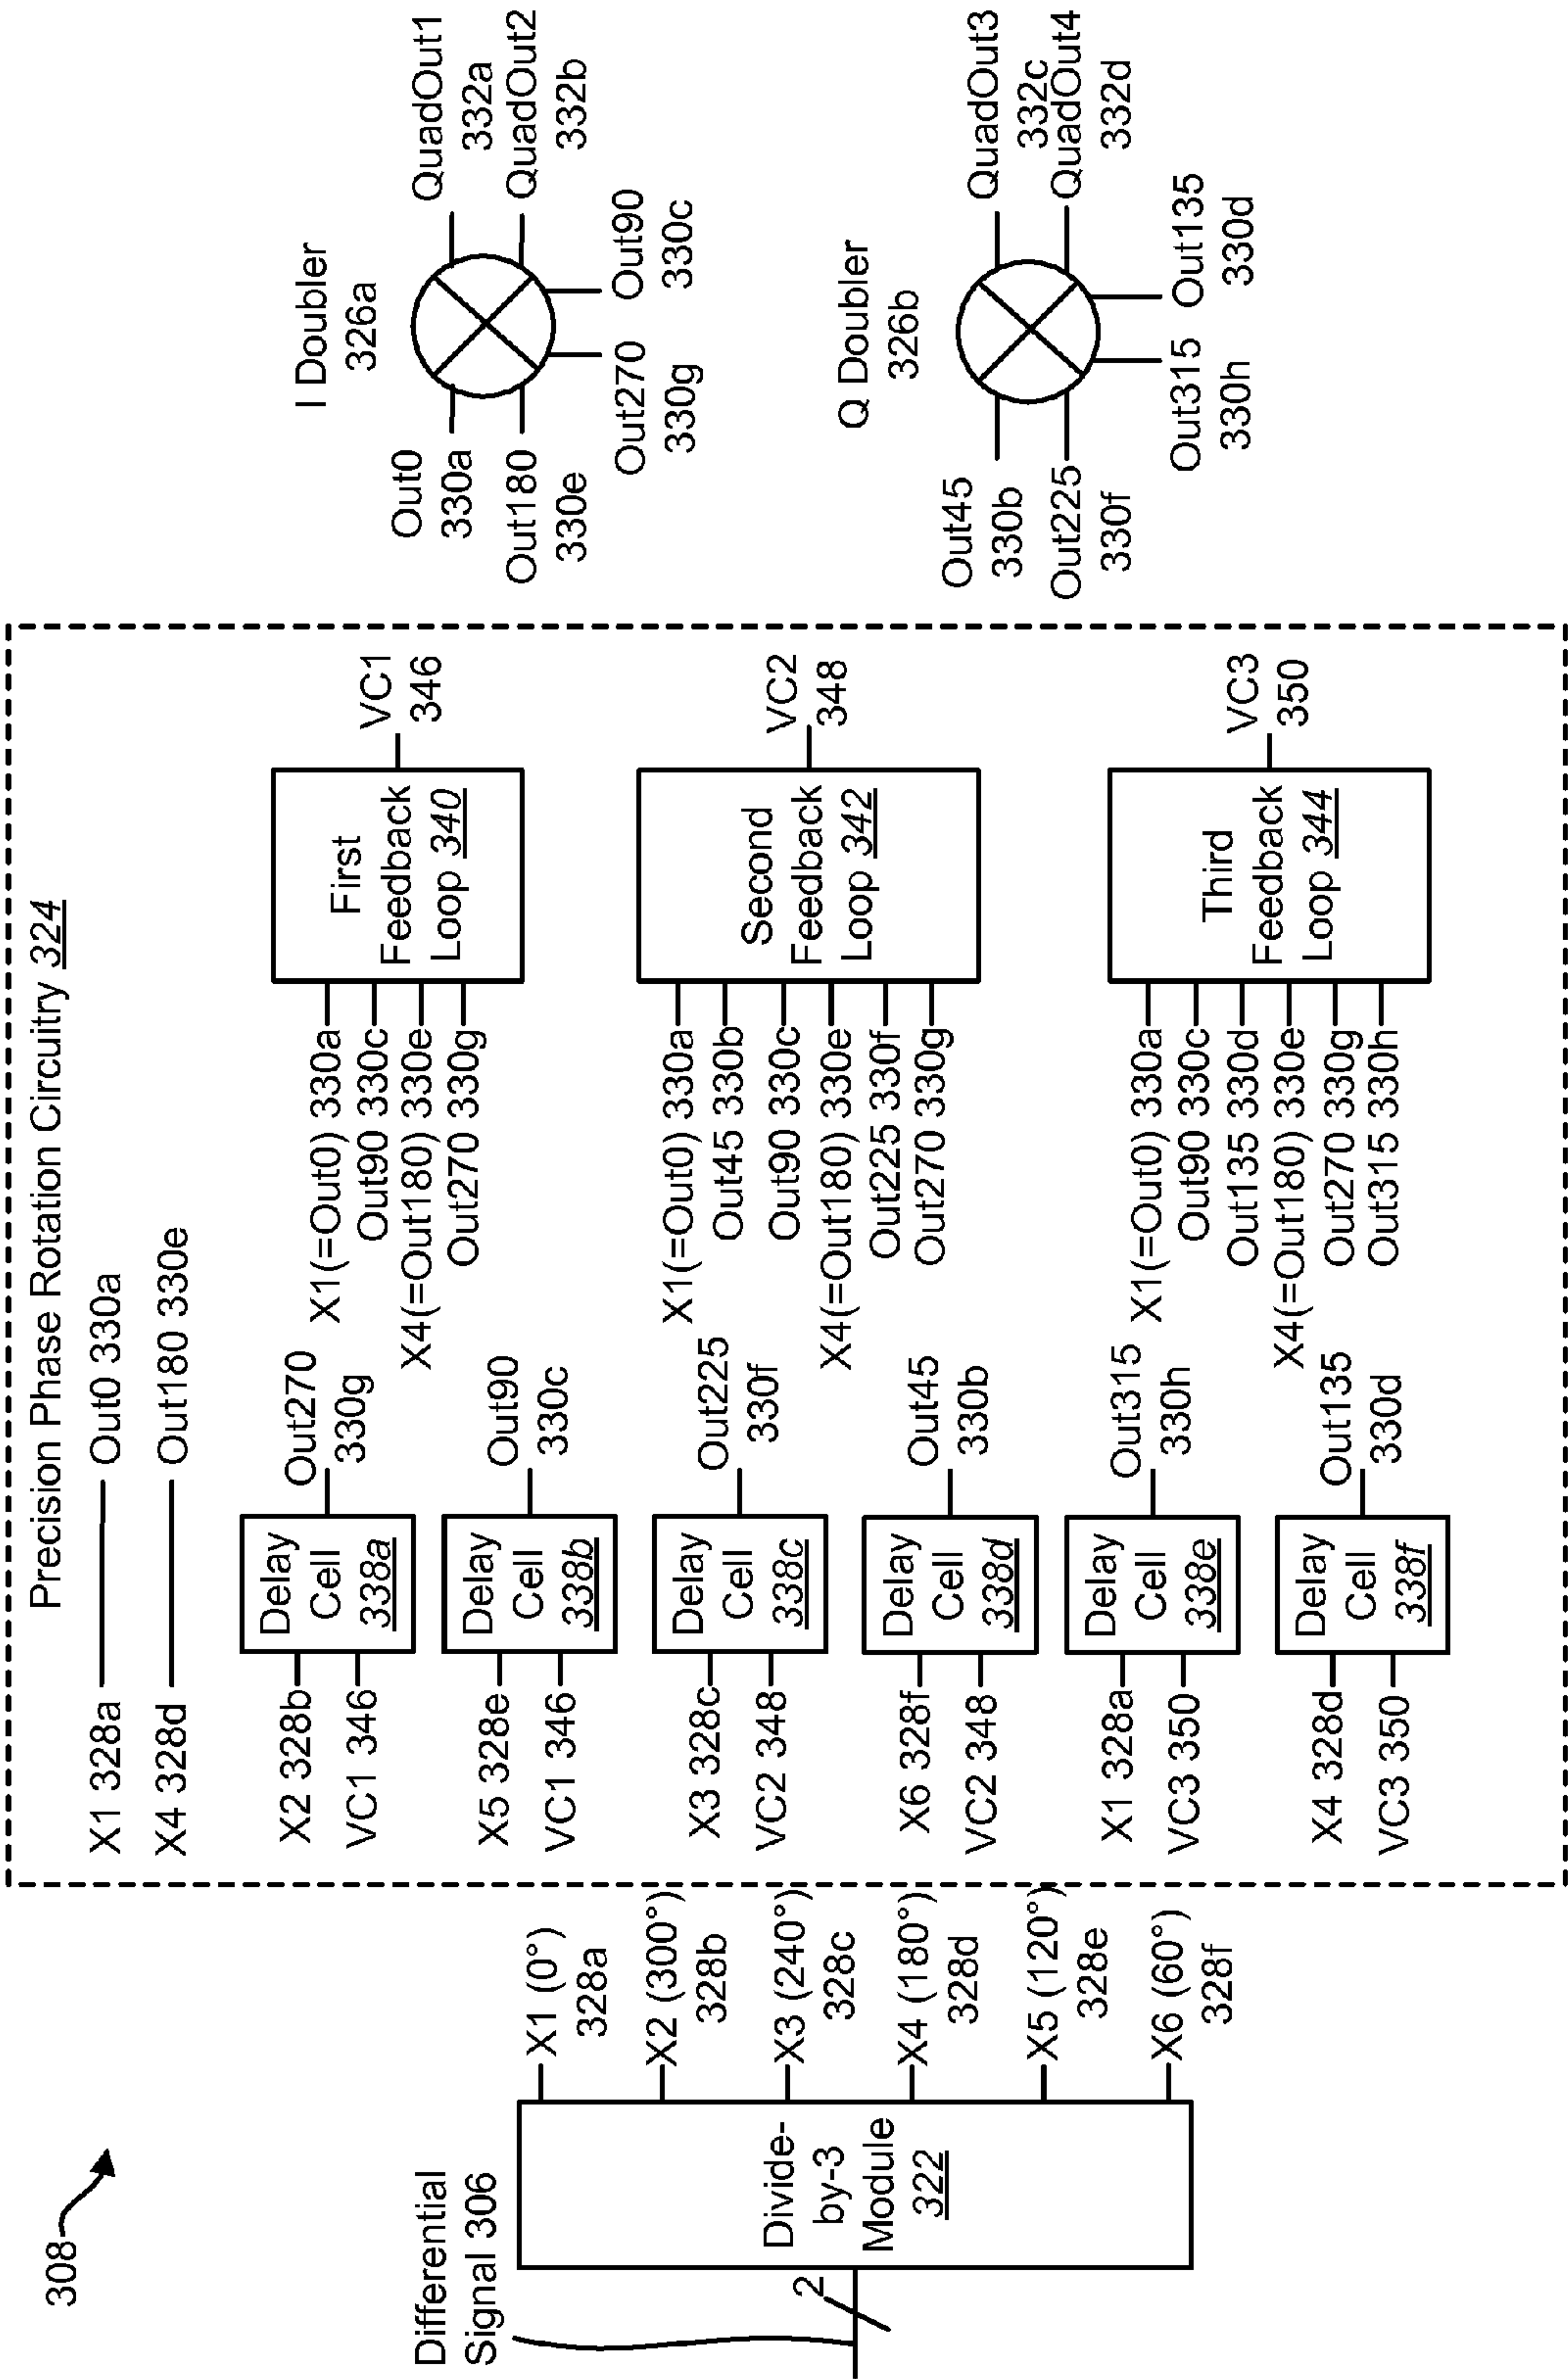 308
Differential
Signal 306
2
Divide-
by-3
Module
322
X1 (0°)
328a
X2 (300°)
328b
X3 (240°)
328c
X4 (180°)
328d
X5 (120°)
328e
X6 (60°)
328f
Precision Phase Rotation Circuitry 324
X1 328a
Out0 330a
X4 328d
Out180 330e
X2 328b
VC1 346
Delay
Cell
338a
Out270
330g
X5 328e
VC1 346
Delay
Cell
338b
Out90
330c
X3 328c
VC2 348
Delay
Cell
338c
Out225
330f
X6 328f
VC2 348
Delay
Cell
338d
Out45
330b
X1 328a
VC3 350
Delay
Cell
338e
Out315
330h
X4 328d
VC3 350
Delay
Cell
338f
Out135
330d
X1(=Out0) 330a
Out90 330c
X4(=Out180) 330e
Out270 330g
First
Feedback
Loop 340
VC1
346
X1(=Out0) 330a
Out45 330b
Out90 330c
X4(=Out180) 330e
Out225 330f
Out270 330g
Second
Feedback
Loop 342
VC2
348
X1(=Out0) 330a
Out90 330c
Out135 330d
X4(=Out180) 330e
Out270 330g
Out315 330h
Third
Feedback
Loop 344
VC3
350
I Doubler
326a
Out0
330a
Out180
330e
QuadOut1
332a
QuadOut2
332b
Out270
330g
Out90
330c
Q Doubler
326b
Out45
330b
Out225
330f
QuadOut3
332c
QuadOut4
332d
Out315
330h
Out135
330d